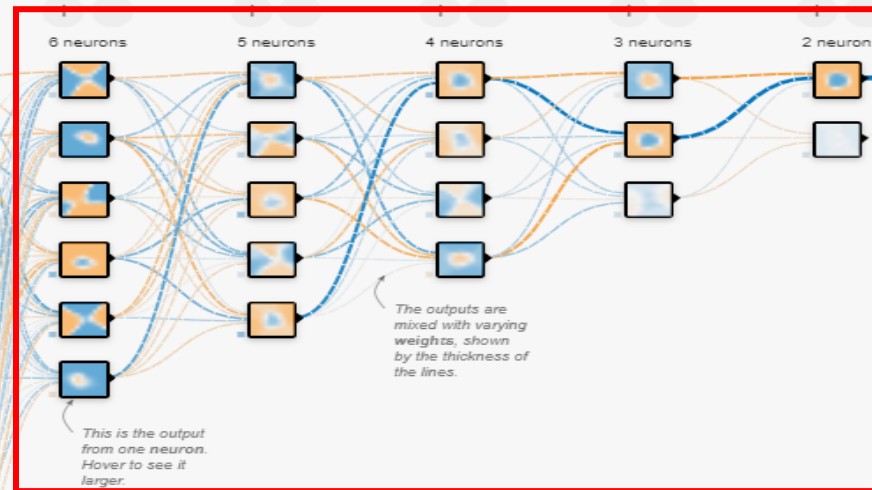 6 neurons
5 neurons
4 neurons
3 neurons
2 neuron
The outputs are
mixed with varying
weights, shown
by the thickness of
the lines.
This is the output
from one neuron.
Hover to see it
larger.